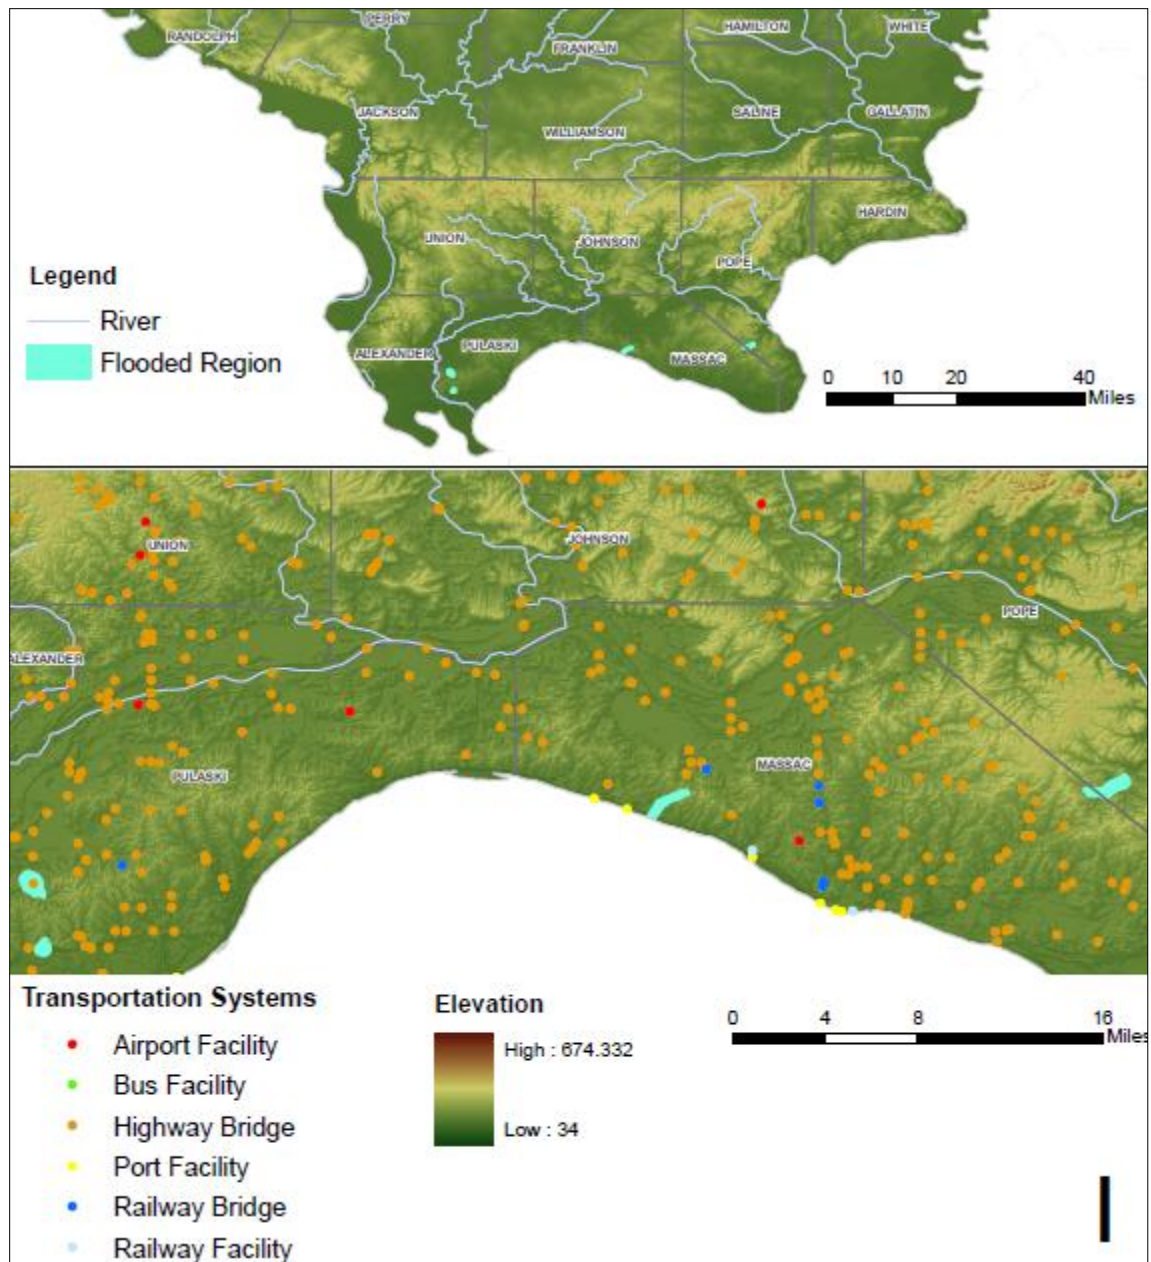 PERRY
RANDOLPH
HAMILTON
WHITE
FRANKLIN
JACKSON
SALINE
GALLATIN
WILLIAMSON
HARDIN
UNION
JOHNSON
POPE
Legend
River
Flooded Region
ALEXANDER
PULASKI
MASSAC
0 10 20 40
Miles
UNION
JOHNSON
POPE
ALEXANDER
MASSAC
PULASKI
Transportation Systems
Airport Facility
Bus Facility
Highway Bridge
Port Facility
Railway Bridge
Railway Facility
Elevation
High : 674.332
Low : 34
0 4 8 16
Miles